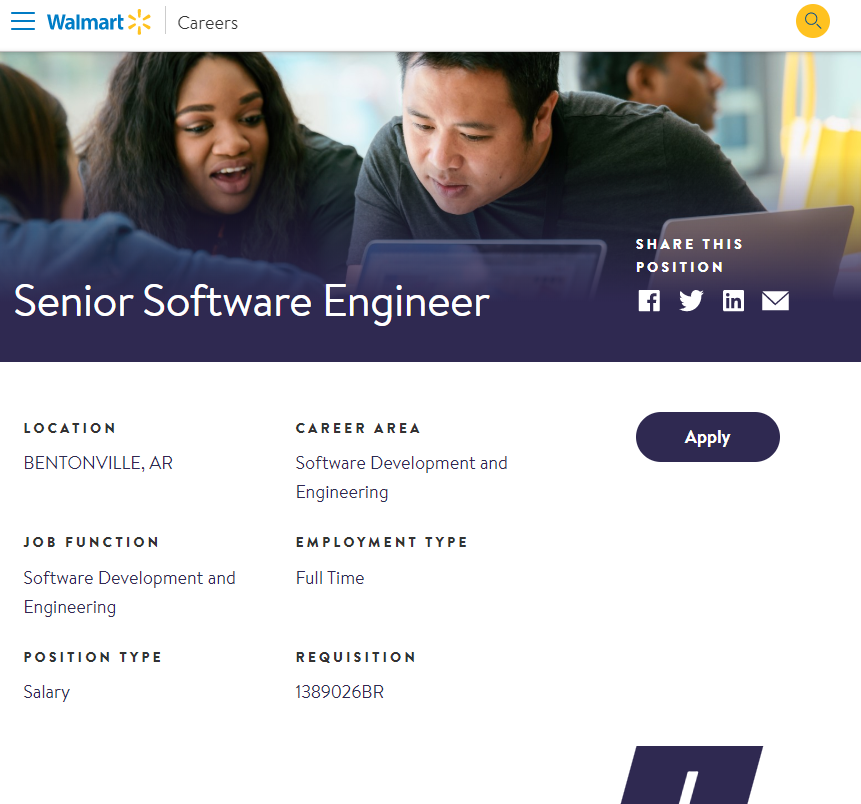 Walmart
Careers
SHARE THIS
POSITION
Senior Software Engineer
LOCATION
BENTONVILLE, AR
CAREER AREA
Software Development and
Engineering
Apply
JOB FUNCTION
Software Development and
Engineering
EMPLOYMENT TYPE
Full Time
POSITION TYPE
Salary
REQUISITION
1389026BR